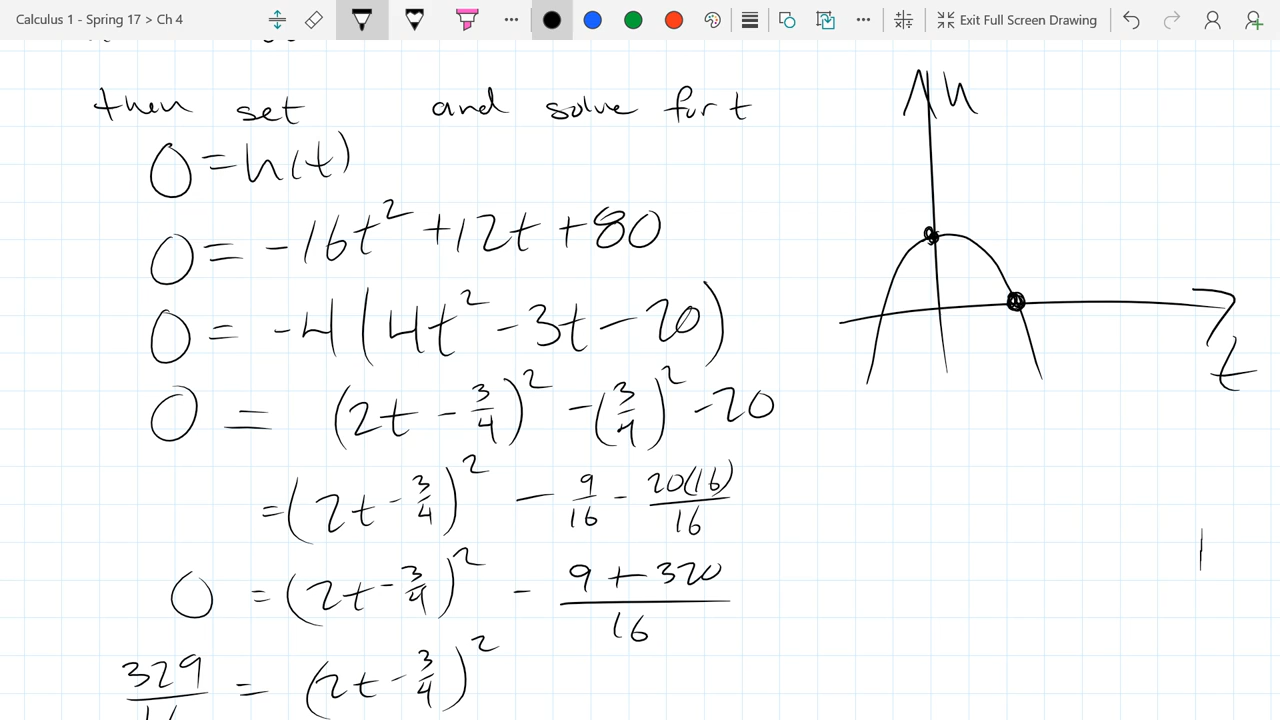 Calculus 1 - Spring 17 > Ch 4
Exit Full Screen Drawing
then set and solve for t
0 = h(t)
0 = -16t² + 12t + 80
0 = -4(4t² - 3t - 20)
0 = (2t - 3/4)² - (3/4)² - 20
= (2t - 3/4)² - 9/16 - 20(16)/16
0 = (2t - 3/4)² - (9 + 320)/16
329/16 = (2t - 3/4)²
h
t